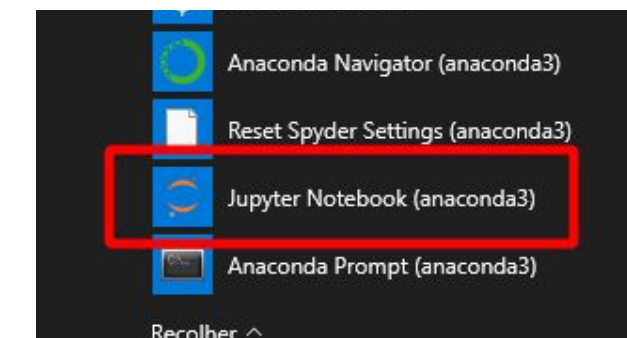 Anaconda Navigator (anaconda3)
Reset Spyder Settings (anaconda3)
Jupyter Notebook (anaconda3)
Anaconda Prompt (anaconda3)
Recolher